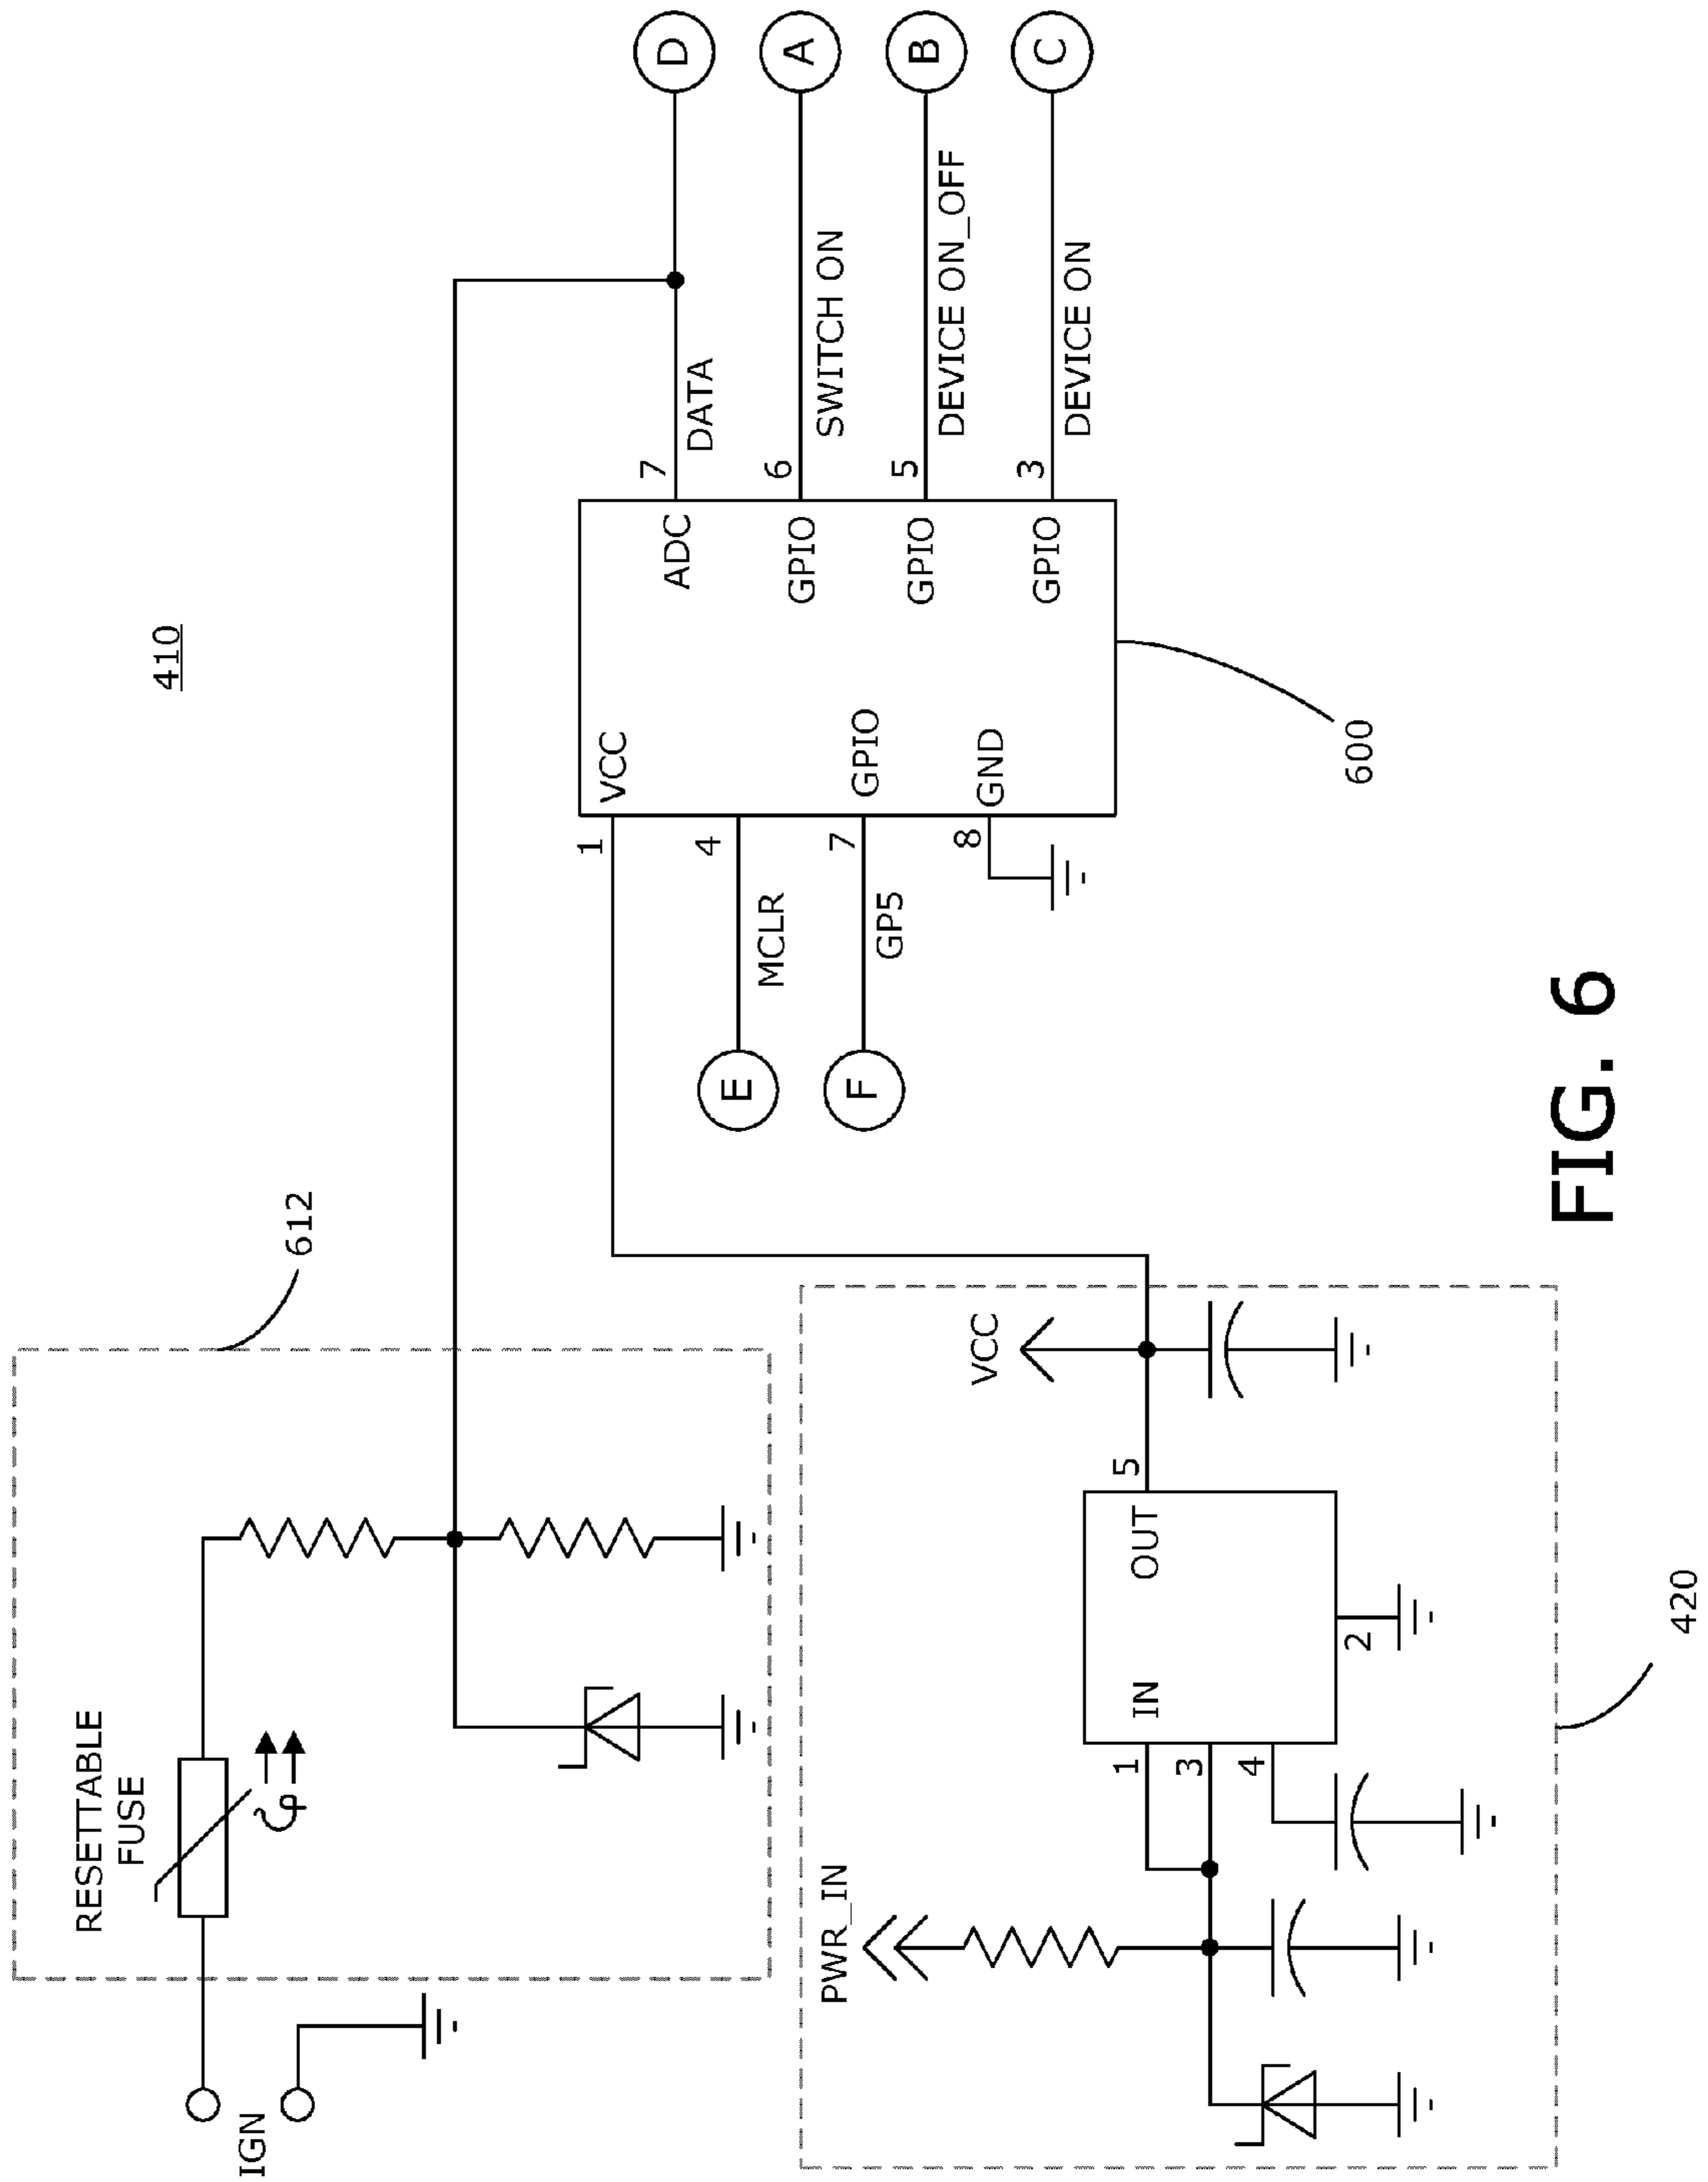 410
612
RESETTABLE
FUSE
IGN
D
A
B
C
7
DATA
6
SWITCH ON
5
DEVICE ON_OFF
3
DEVICE ON
VCC
ADC
GPIO
GPIO
GPIO
GPIO
GND
1
4
MCLR
7
GP5
8
E
F
600
PWR_IN
VCC
IN
OUT
1
3
4
5
2
420
FIG. 6